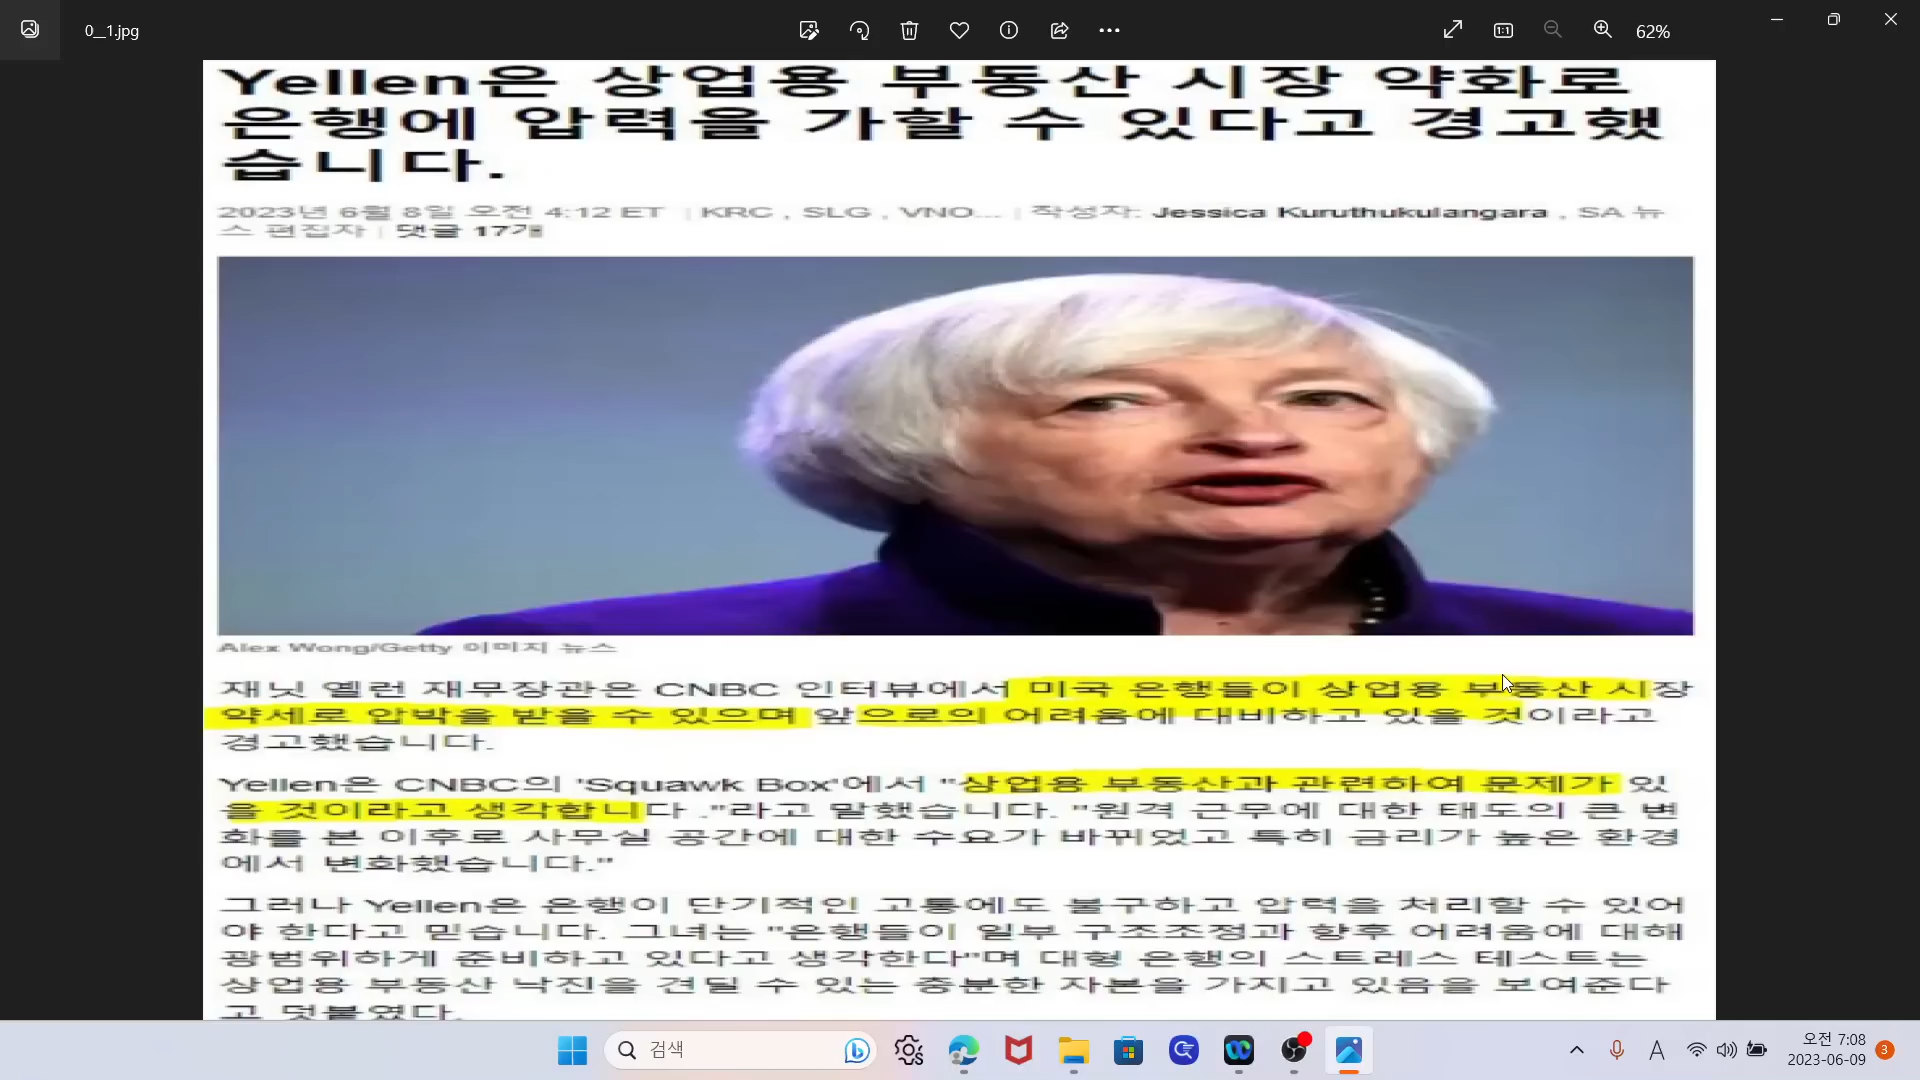 0__1.jpg
62%
Yellen은 상업용 부동산 시장 약화로
은행에 압력을 가할 수 있다고 경고했
습니다.
2023년 6월 8일 오전 4:12 ET | KRC , SLG , VNO... | 작성자: Jessica Kuruthukulangara , SA 뉴
스 편집자 | 댓글 17개
Alex Wong/Getty 이미지 뉴스
재닛 옐런 재무장관은 CNBC 인터뷰에서 미국 은행들이 상업용 부동산 시장
약세로 압박을 받을 수 있으며 앞으로의 어려움에 대비하고 있을 것이라고
경고했습니다.
Yellen은 CNBC의 'Squawk Box'에서 "상업용 부동산과 관련하여 문제가 있
을 것이라고 생각합니다 ."라고 말했습니다. "원격 근무에 대한 태도의 큰 변
화를 본 이후로 사무실 공간에 대한 수요가 바뀌었고 특히 금리가 높은 환경
에서 변화했습니다."
그러나 Yellen은 은행이 단기적인 고통에도 불구하고 압력을 처리할 수 있어
야 한다고 믿습니다. 그녀는 "은행들이 일부 구조조정과 향후 어려움에 대해
광범위하게 준비하고 있다고 생각한다"며 대형 은행의 스트레스 테스트는
상업용 부동산 낙진을 견딜 수 있는 충분한 자본을 가지고 있음을 보여준다
고 덧붙였다.
검색
A
오전 7:08
2023-06-09
3